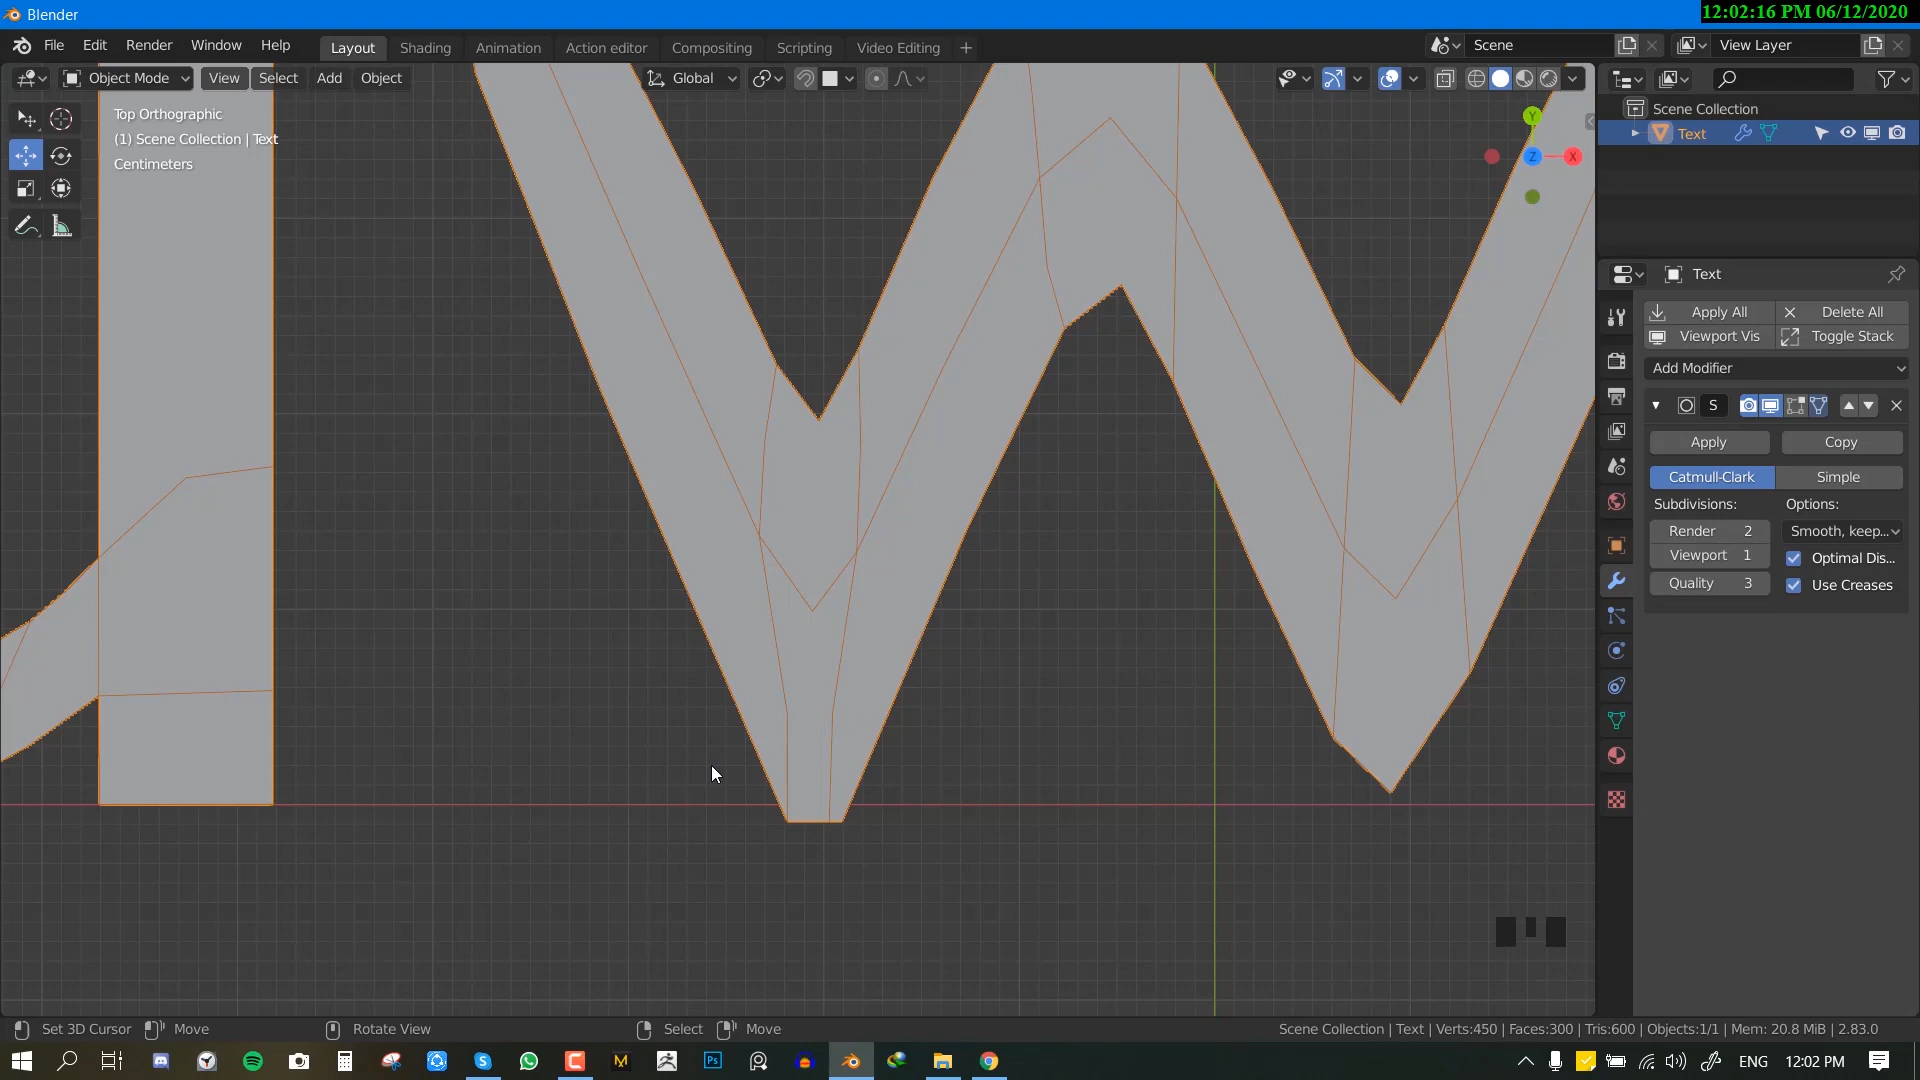 Blender
12:02:16 PM 06/12/2020
File Edit Render Window Help
Layout Shading Animation Action editor Compositing Scripting Video Editing +
Scene
View Layer
Object Mode View Select Add Object
Global
Top Orthographic
(1) Scene Collection | Text
Centimeters
Y
Z
X
Scene Collection
Text
Text
Apply All
Delete All
Viewport Vis
Toggle Stack
Add Modifier
S
Apply
Copy
Catmull-Clark
Simple
Subdivisions:
Options:
Render 2
Smooth, keep...
Viewport 1
Optimal Dis...
Quality 3
Use Creases
Set 3D Cursor Move Rotate View Select Move
Scene Collection | Text | Verts:450 | Faces:300 | Tris:600 | Objects:1/1 | Mem: 20.8 MiB | 2.83.0
Ps
ENG 12:02 PM